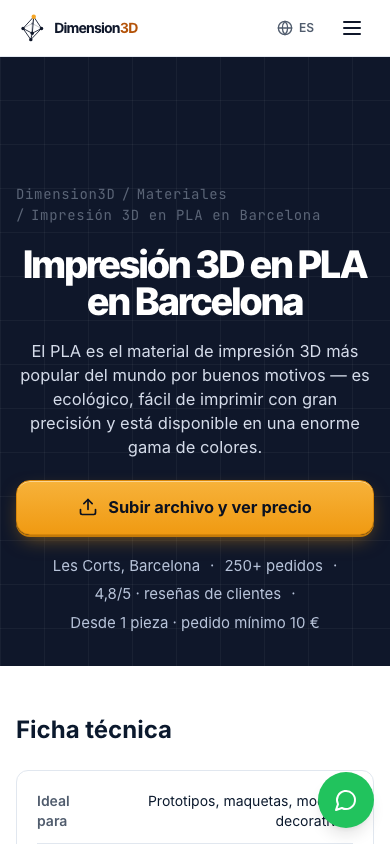 Dimension3D
ES
Dimension3D / Materiales
/ Impresión 3D en PLA en Barcelona
Impresión 3D en PLA
en Barcelona
El PLA es el material de impresión 3D más
popular del mundo por buenos motivos — es
ecológico, fácil de imprimir con gran
precisión y está disponible en una enorme
gama de colores.
Subir archivo y ver precio
Les Corts, Barcelona · 250+ pedidos ·
4,8/5 · reseñas de clientes ·
Desde 1 pieza · pedido mínimo 10 €
Ficha técnica
Ideal
para
Prototipos, maquetas,